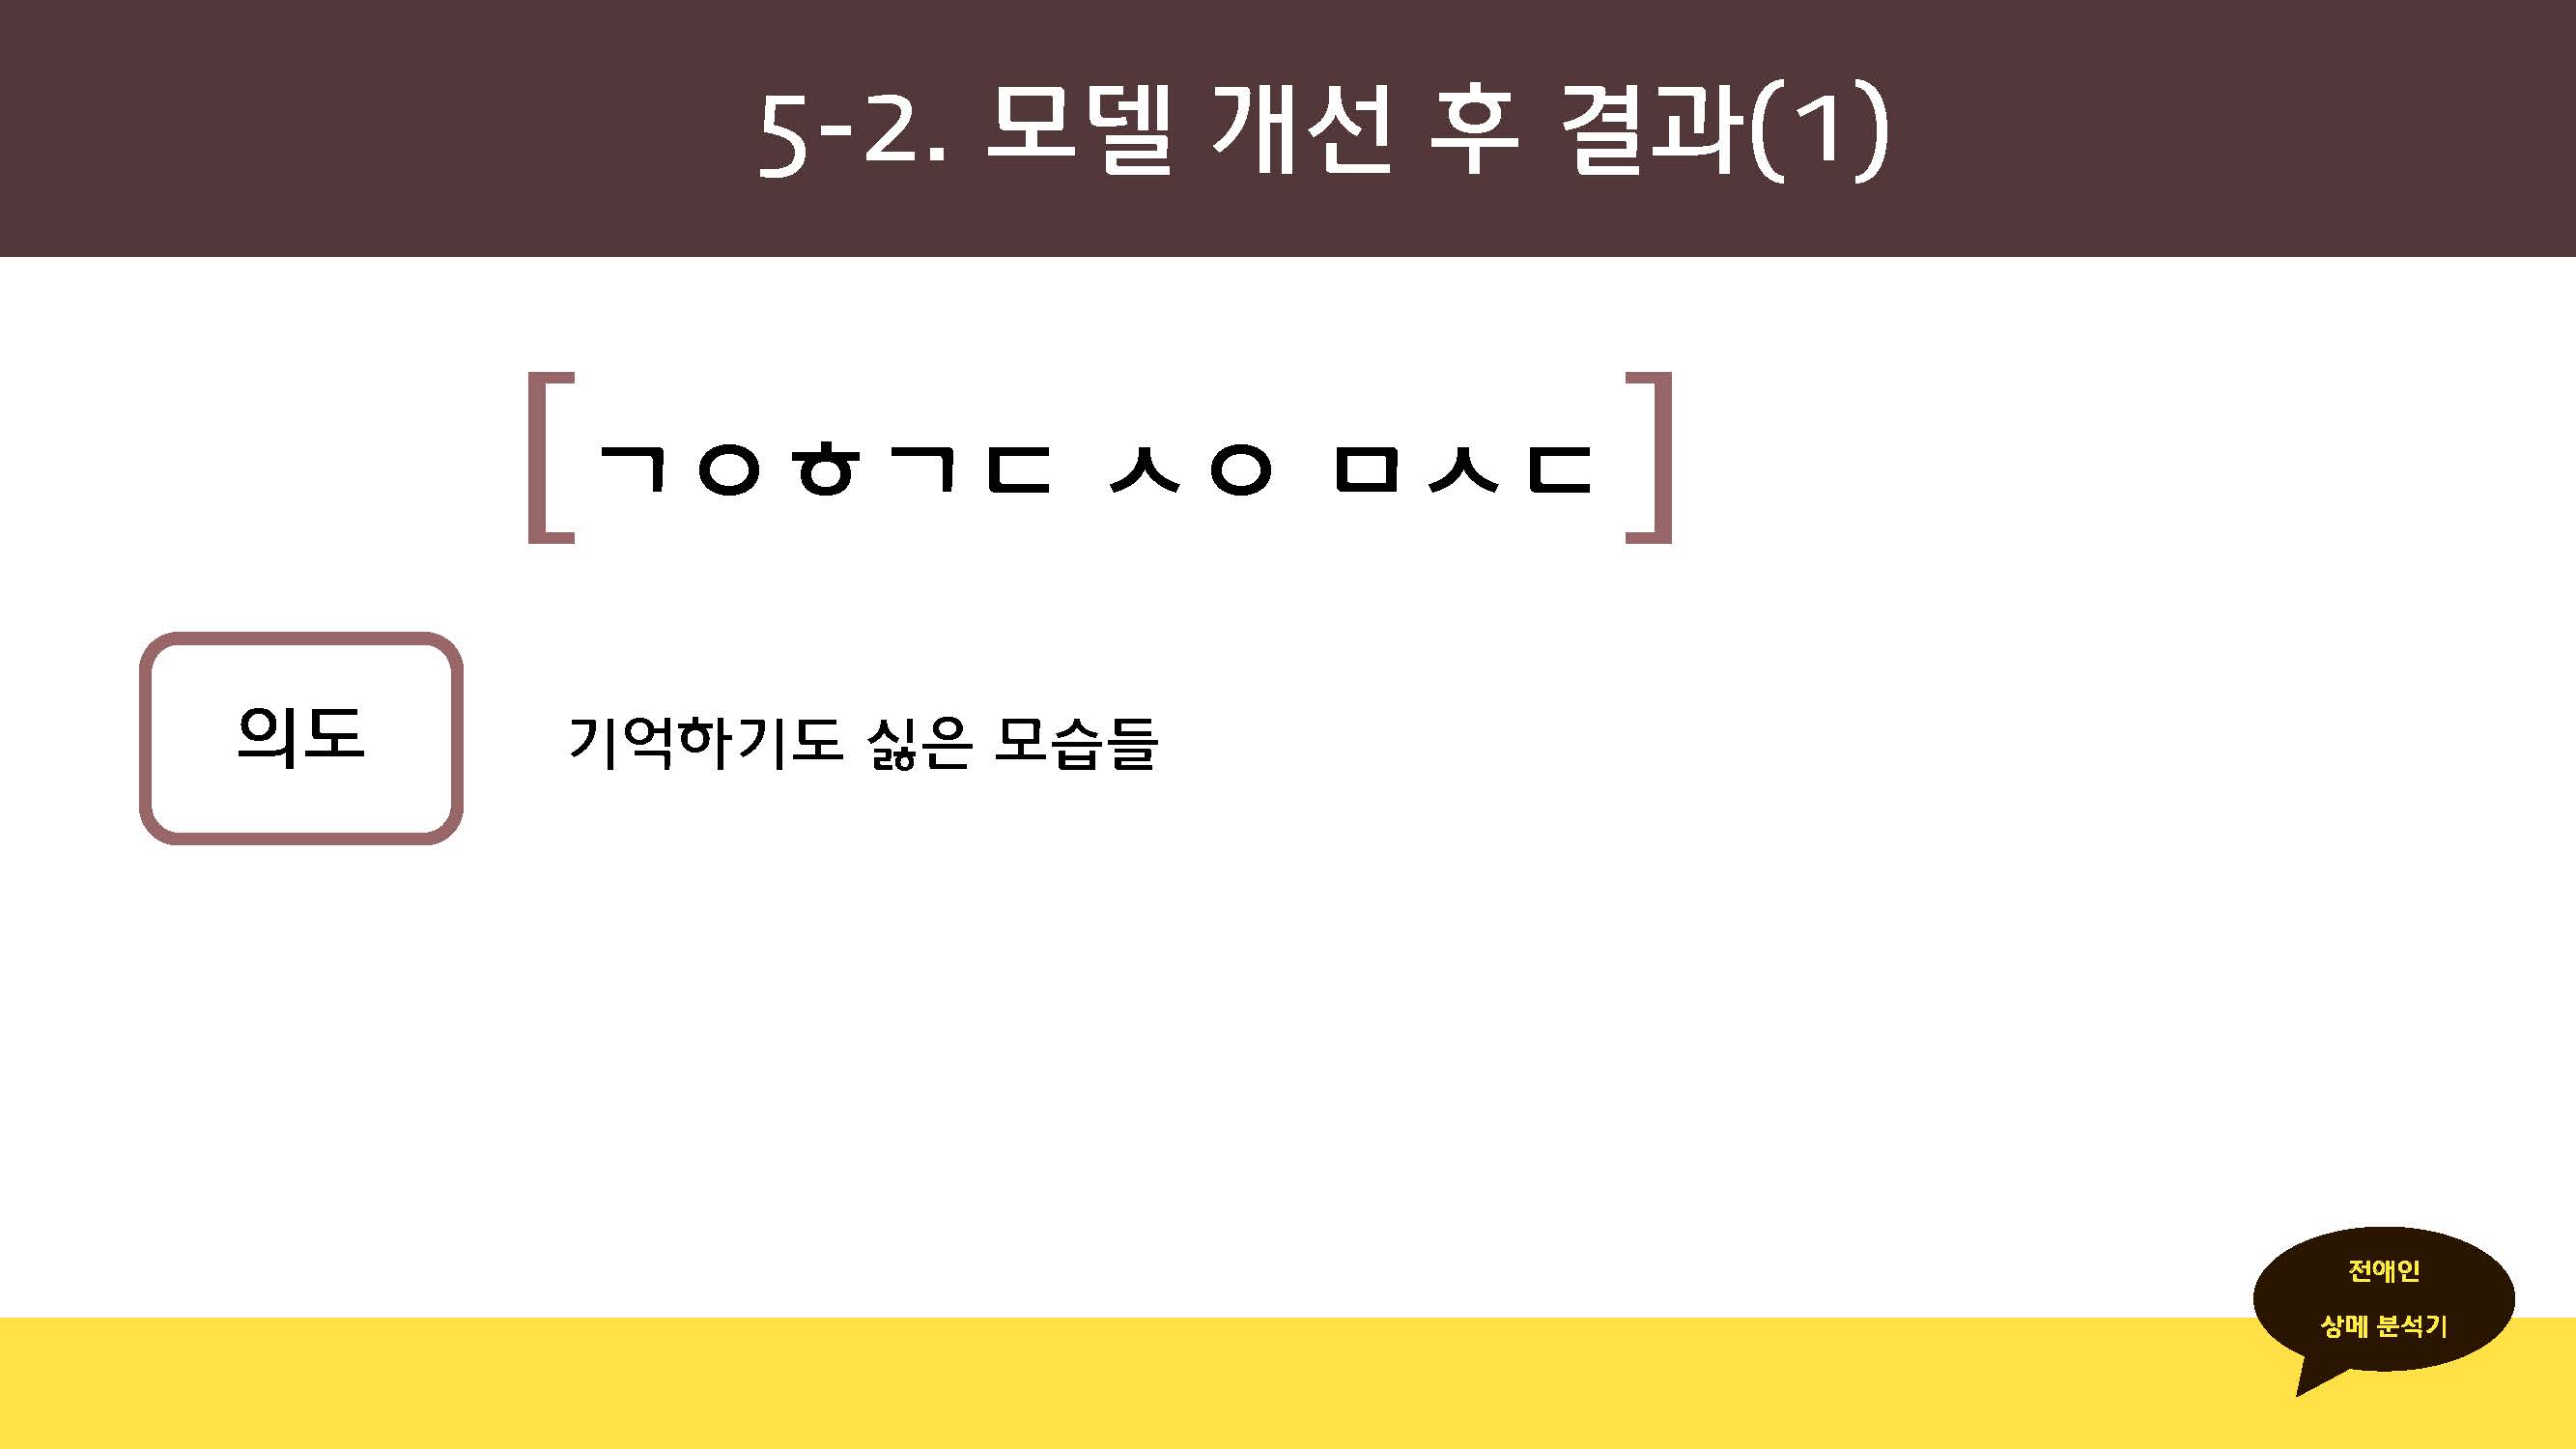 5-2. 모델 개선 후 결과(1)
[ㄱㅇㅎㄱㄷ ㅅㅇ ㅁㅅㄷ]
의도
기억하기도 싫은 모습들
전애인
상메 분석기